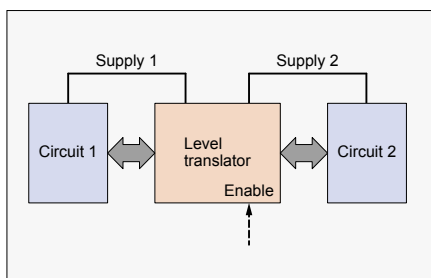 Supply 1
Supply 2
Circuit 1
Level
translator
Enable
Circuit 2